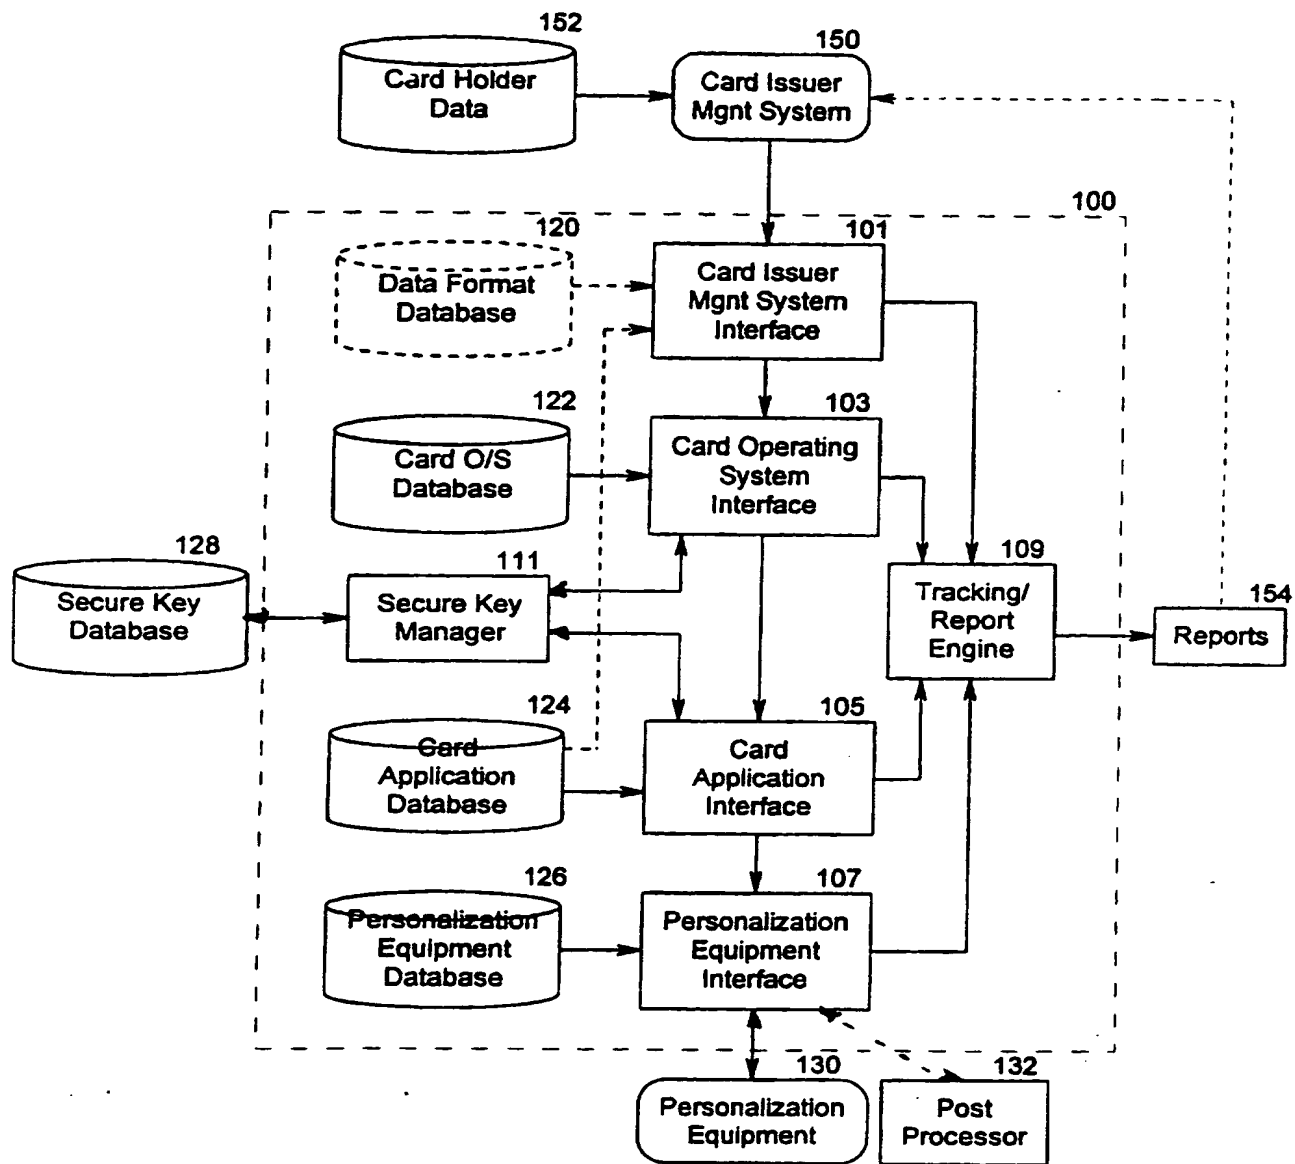 152
Card Holder
Data
150
Card Issuer
Mgnt System
100
120
Data Format
Database
101
Card Issuer
Mgnt System
Interface
122
Card O/S
Database
103
Card Operating
System
Interface
128
Secure Key
Database
111
Secure Key
Manager
109
Tracking/
Report
Engine
154
Reports
124
Card
Application
Database
105
Card
Application
Interface
126
Personalization
Equipment
Database
107
Personalization
Equipment
Interface
130
Personalization
Equipment
132
Post
Processor